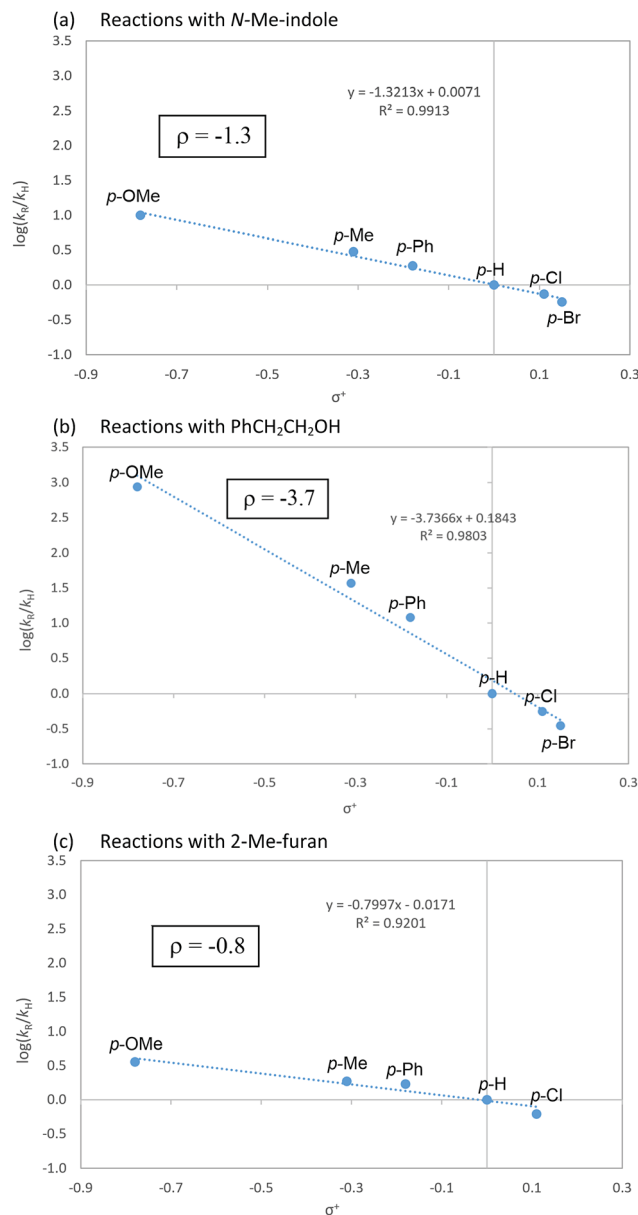 (a) Reactions with N-Me-indole
3.5
3.0
2.5
2.0
1.5
1.0
0.5
0.0
-0.5
-1.0
log(kR/kH)
y = -1.3213x + 0.0071
R² = 0.9913
ρ = -1.3
p-OMe
p-Me
p-Ph
p-H
p-Cl
p-Br
-0.9 -0.7 -0.5 -0.3 -0.1 0.1 0.3
σ⁺
(b) Reactions with PhCH₂CH₂OH
3.5
3.0
2.5
2.0
1.5
1.0
0.5
0.0
-0.5
-1.0
log(kR/kH)
p-OMe
ρ = -3.7
y = -3.7366x + 0.1843
R² = 0.9803
p-Me
p-Ph
p-H
p-Cl
p-Br
-0.9 -0.7 -0.5 -0.3 -0.1 0.1 0.3
σ⁺
(c) Reactions with 2-Me-furan
3.5
3.0
2.5
2.0
1.5
1.0
0.5
0.0
-0.5
-1.0
log(kR/kH)
y = -0.7997x - 0.0171
R² = 0.9201
ρ = -0.8
p-OMe
p-Me
p-Ph
p-H
p-Cl
-0.9 -0.7 -0.5 -0.3 -0.1 0.1 0.3
σ⁺